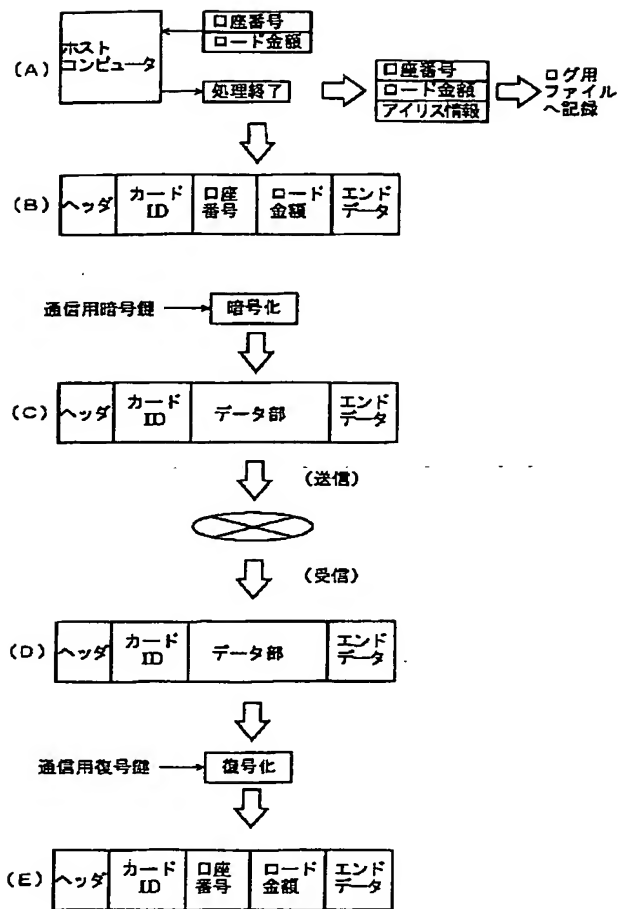 口座番号
ロード金額
(A)
ホスト
コンピュータ
処理終了
口座番号
ロード金額
アイリス情報
ログ用
ファイル
へ記録
(B)
ヘッダ
カード
ID
口座
番号
ロード
金額
エンド
データ
通信用暗号鍵
暗号化
(C)
ヘッダ
カード
ID
データ部
エンド
データ
(送信)
(受信)
(D)
ヘッダ
カード
ID
データ部
エンド
データ
通信用復号鍵
復号化
(E)
ヘッダ
カード
ID
口座
番号
ロード
金額
エンド
データ